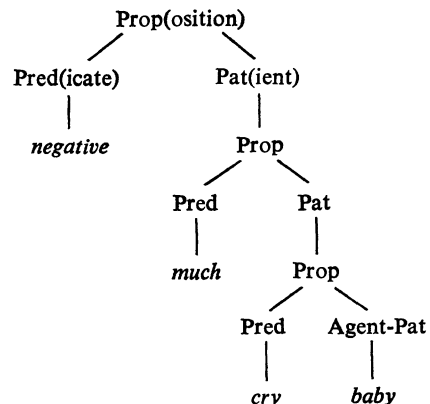 Prop(osition)
Pred(icate) Pat(ient)
negative Prop
Pred Pat
much Prop
Pred Agent-Pat
cry baby